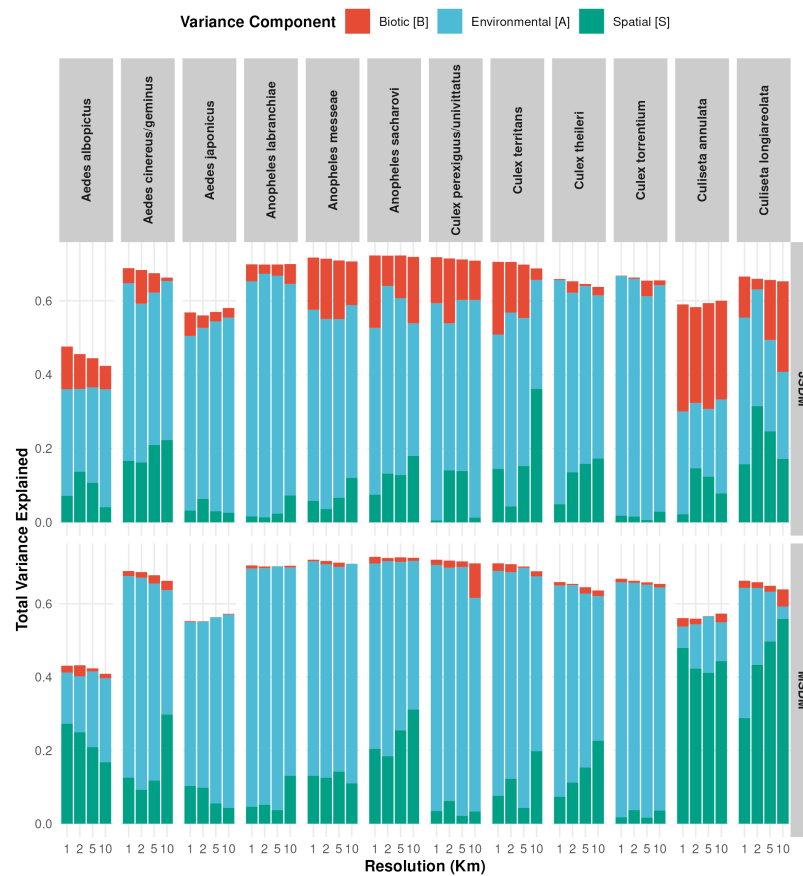 Variance Component Biotic [B] Environmental [A] Spatial [S]
Aedes albopictus
Aedes cinereus/geminus
Aedes japonicus
Anopheles labranchiae
Anopheles messeae
Anopheles sacharovi
Culex perexiguus/univittatus
Culex territans
Culex theileri
Culex torrentium
Culiseta annulata
Culiseta longiareolata
Total Variance Explained
0.6
0.4
0.2
0.0
0.6
0.4
0.2
0.0
1 2 5 10 1 2 5 10 1 2 5 10 1 2 5 10 1 2 5 10 1 2 5 10 1 2 5 10 1 2 5 10 1 2 5 10 1 2 5 10 1 2 5 10 1 2 5 10
Resolution (Km)